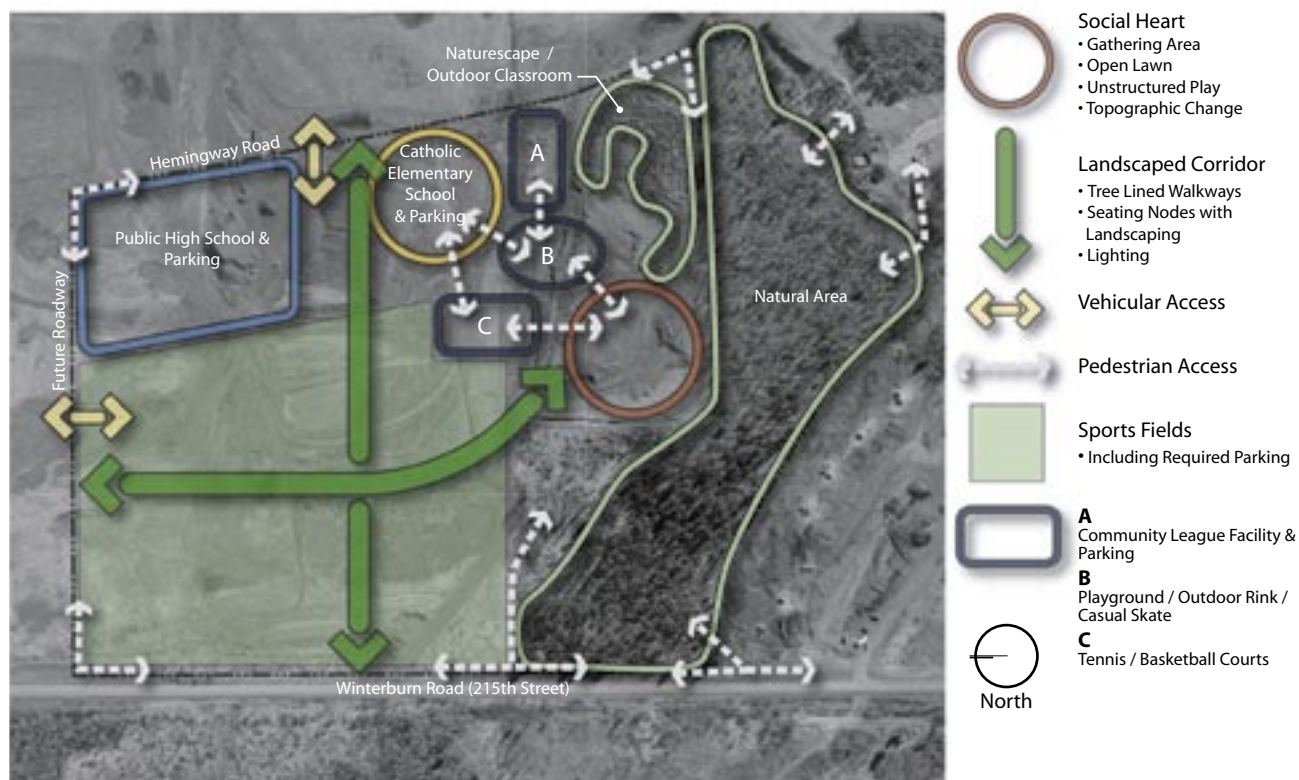 Naturescape /
Outdoor Classroom
Hemingway Road
Catholic
Elementary
School
& Parking
A
Public High School &
Parking
B
Natural Area
C
Future Roadway
Winterburn Road (215th Street)
Social Heart
• Gathering Area
• Open Lawn
• Unstructured Play
• Topographic Change
Landscaped Corridor
• Tree Lined Walkways
• Seating Nodes with
Landscaping
• Lighting
Vehicular Access
Pedestrian Access
Sports Fields
• Including Required Parking
A
Community League Facility &
Parking
B
Playground / Outdoor Rink /
Casual Skate
C
Tennis / Basketball Courts
North